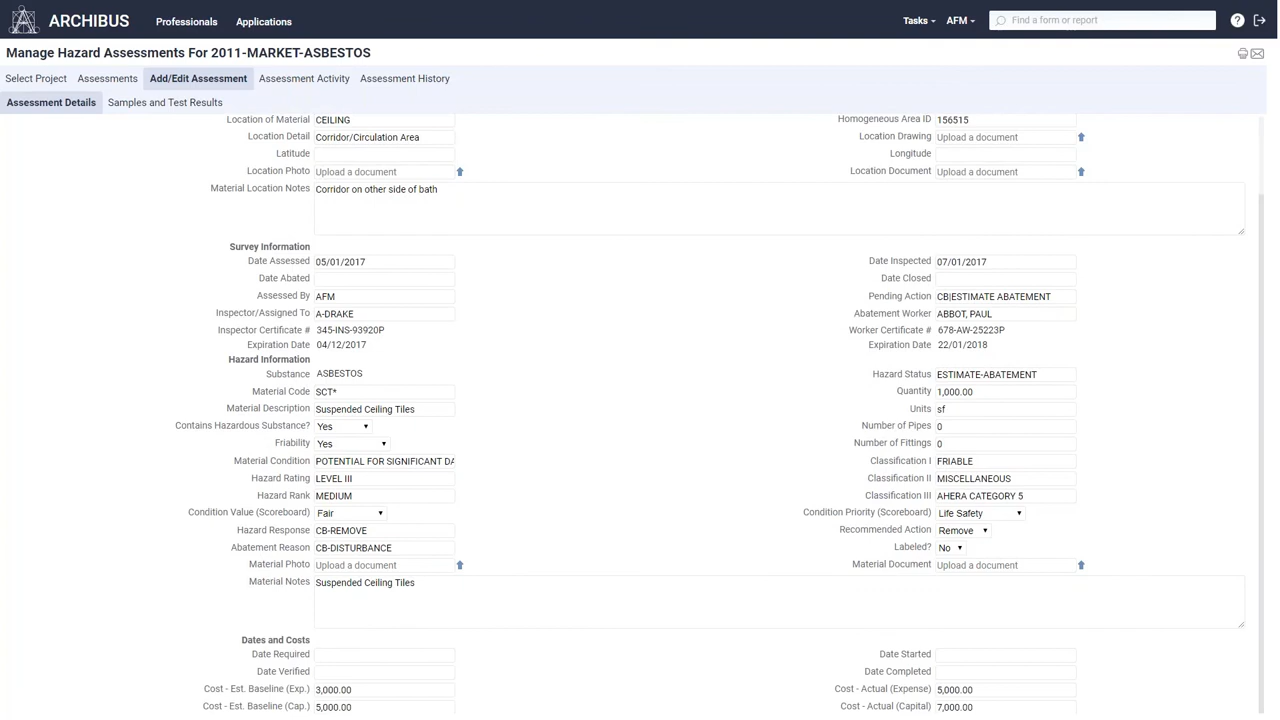 ARCHIBUS Professionals Applications Tasks AFM Find a form or report ?
Manage Hazard Assessments For 2011-MARKET-ASBESTOS
Select Project Assessments Add/Edit Assessment Assessment Activity Assessment History
Assessment Details Samples and Test Results
Location of Material CEILING Homogeneous Area ID 156515
Location Detail Corridor/Circulation Area Location Drawing Upload a document
Latitude Longitude
Location Photo Upload a document Location Document Upload a document
Material Location Notes Corridor on other side of bath
Survey Information
Date Assessed 05/01/2017 Date Inspected 07/01/2017
Date Abated Date Closed
Assessed By AFM Pending Action CB|ESTIMATE ABATEMENT
Inspector/Assigned To A-DRAKE Abatement Worker ABBOT, PAUL
Inspector Certificate # 345-INS-93920P Worker Certificate # 678-AW-25223P
Expiration Date 04/12/2017 Expiration Date 22/01/2018
Hazard Information
Substance ASBESTOS Hazard Status ESTIMATE-ABATEMENT
Material Code SCT* Quantity 1,000.00
Material Description Suspended Ceiling Tiles Units sf
Contains Hazardous Substance? Yes Number of Pipes 0
Friability Yes Number of Fittings 0
Material Condition POTENTIAL FOR SIGNIFICANT DA Classification I FRIABLE
Hazard Rating LEVEL III Classification II MISCELLANEOUS
Hazard Rank MEDIUM Classification III AHERA CATEGORY 5
Condition Value (Scoreboard) Fair Condition Priority (Scoreboard) Life Safety
Hazard Response CB-REMOVE Recommended Action Remove
Abatement Reason CB-DISTURBANCE Labeled? No
Material Photo Upload a document Material Document Upload a document
Material Notes Suspended Ceiling Tiles
Dates and Costs
Date Required Date Started
Date Verified Date Completed
Cost - Est. Baseline (Exp.) 3,000.00 Cost - Actual (Expense) 5,000.00
Cost - Est. Baseline (Cap.) 5,000.00 Cost - Actual (Capital) 7,000.00